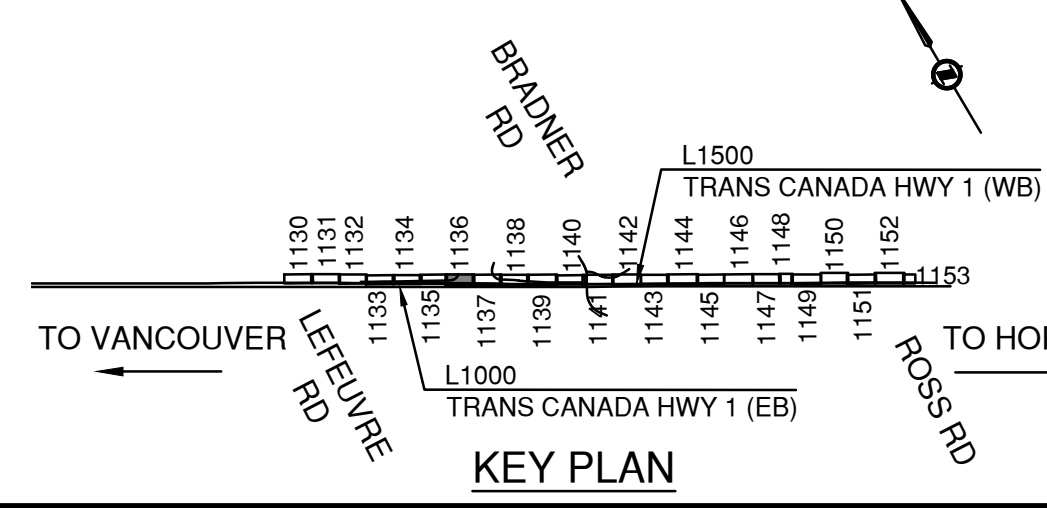 BRADNER
RD
L1500
TRANS CANADA HWY 1 (WB)
1130
1131
1132
1134
1136
1138
1140
1142
1144
1146
1148
1150
1152
1153
1133
1135
1137
1139
1141
1143
1145
1147
1149
1151
TO VANCOUVER
LEFEUVRE
RD
TO HO
ROSS RD
L1000
TRANS CANADA HWY 1 (EB)
KEY PLAN